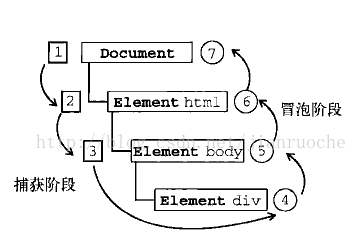 1 Document 7
2 Element html 6
冒泡阶段
3 Element body 5
捕获阶段
Element div 4